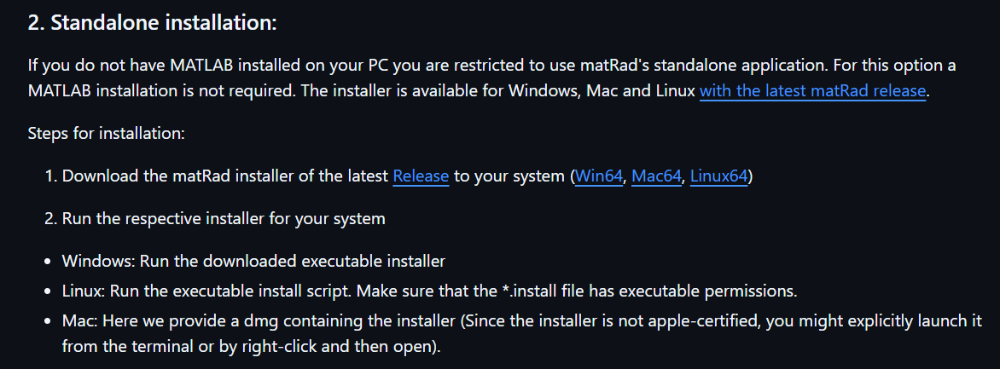 2. Standalone installation:
If you do not have MATLAB installed on your PC you are restricted to use matRad's standalone application. For this option a
MATLAB installation is not required. The installer is available for Windows, Mac and Linux with the latest matRad release.
Steps for installation:
1. Download the matRad installer of the latest Release to your system (Win64, Mac64, Linux64)
2. Run the respective installer for your system
• Windows: Run the downloaded executable installer
• Linux: Run the executable install script. Make sure that the *.install file has executable permissions.
• Mac: Here we provide a dmg containing the installer (Since the installer is not apple-certified, you might explicitly launch it
from the terminal or by right-click and then open).